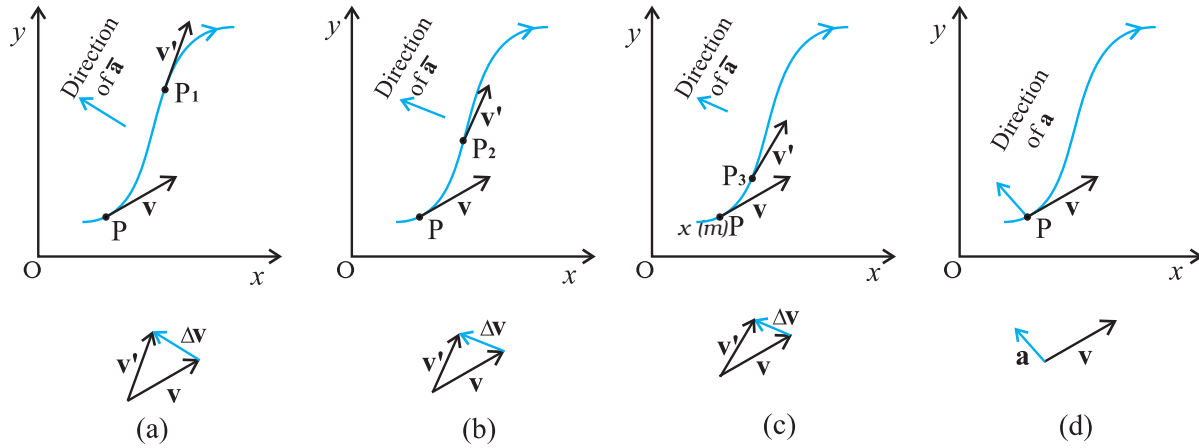 y
v'
Direction
of a̅
P₁
v
P
O
x
Δv
v'
v
(a)
y
Direction
of a̅
v'
P₂
v
P
O
x
Δv
v'
v
(b)
y
Direction
of a̅
v'
P₃
v
x (m)P
O
x
Δv
v'
v
(c)
y
Direction
of a
v
P
O
x
a
v
(d)